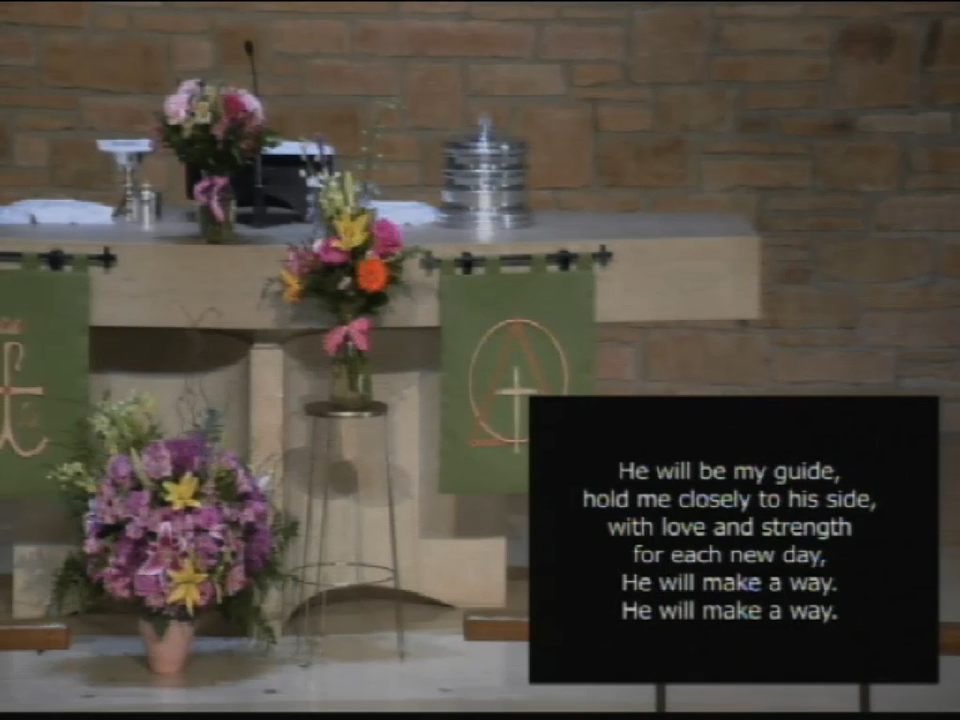 He will be my guide,
hold me closely to his side,
with love and strength
for each new day,
He will make a way.
He will make a way.